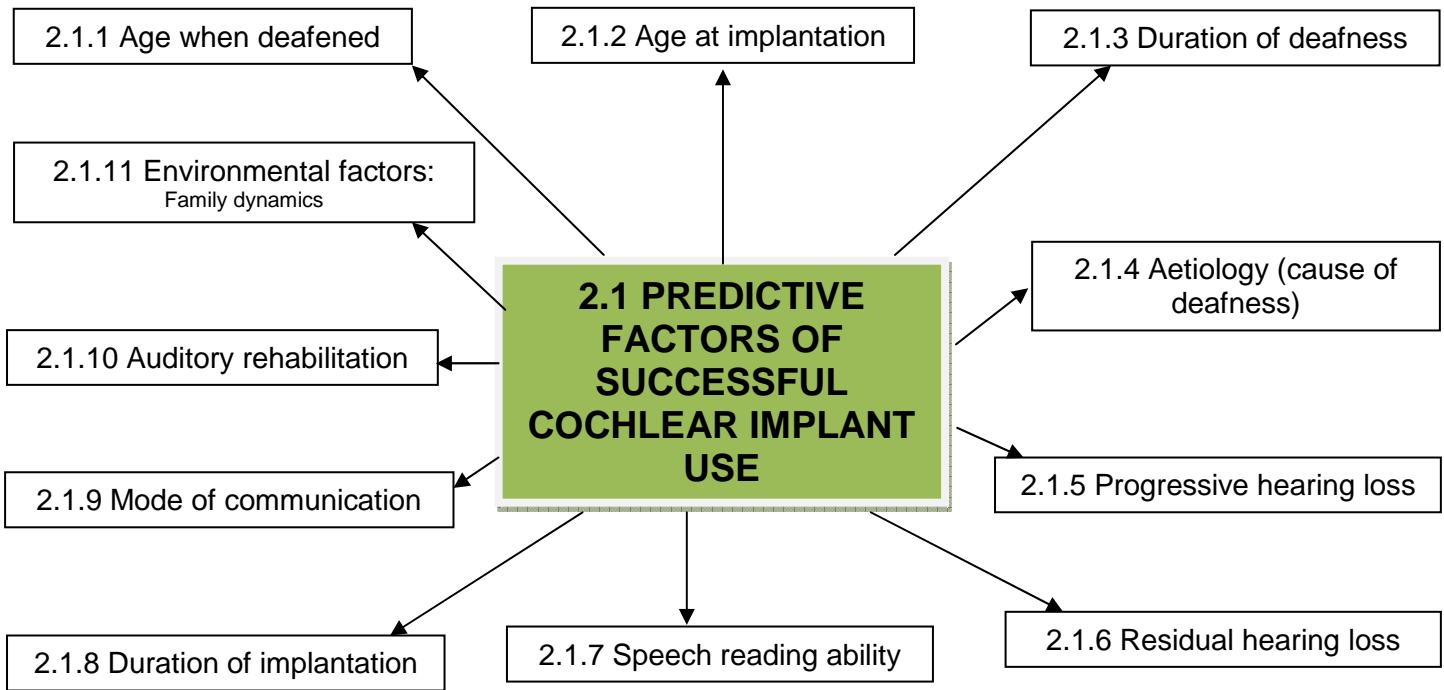 2.1.1 Age when deafened
2.1.2 Age at implantation
2.1.3 Duration of deafness
2.1.11 Environmental factors:
Family dynamics
2.1 PREDICTIVE
FACTORS OF
SUCCESSFUL
COCHLEAR IMPLANT
USE
2.1.4 Aetiology (cause of
deafness)
2.1.10 Auditory rehabilitation
2.1.9 Mode of communication
2.1.5 Progressive hearing loss
2.1.8 Duration of implantation
2.1.7 Speech reading ability
2.1.6 Residual hearing loss